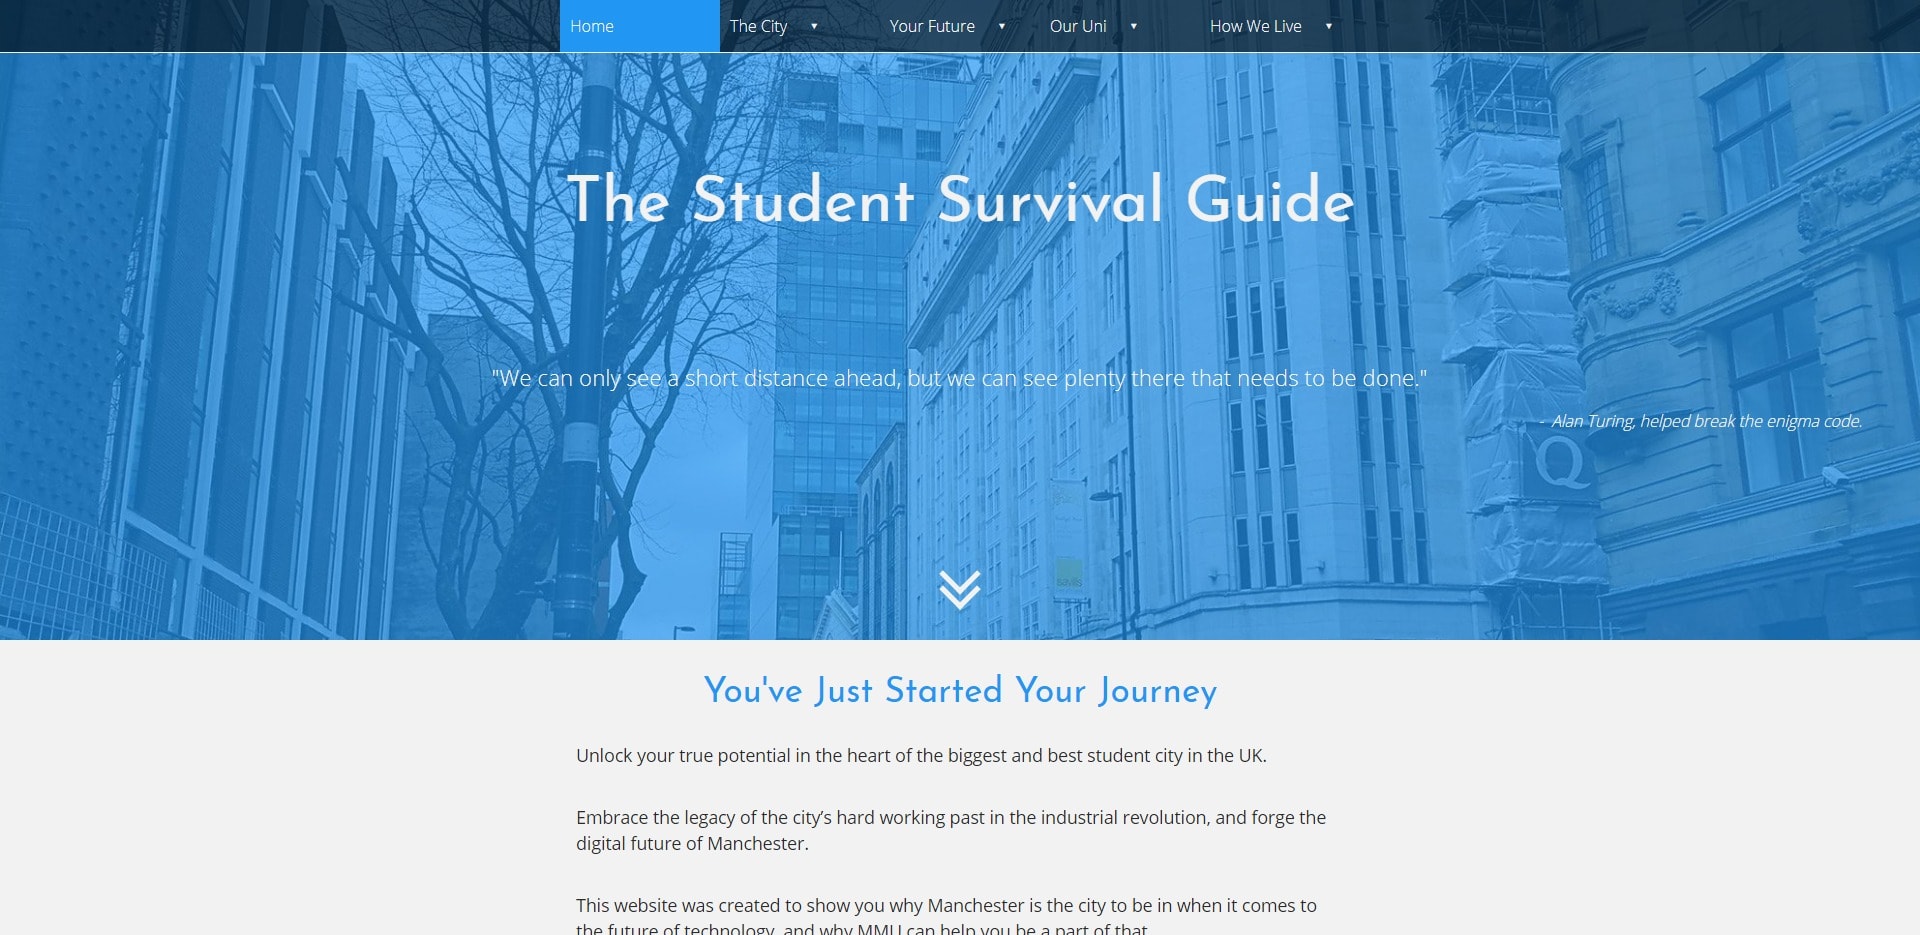 Home
The City ▼
Your Future ▼
Our Uni ▼
How We Live ▼
The Student Survival Guide
"We can only see a short distance ahead, but we can see plenty there that needs to be done."
- Alan Turing, helped break the enigma code.
Q
You've Just Started Your Journey
Unlock your true potential in the heart of the biggest and best student city in the UK.
Embrace the legacy of the city’s hard working past in the industrial revolution, and forge the
digital future of Manchester.
This website was created to show you why Manchester is the city to be in when it comes to
the future of technology, and why MMU can help you be a part of that.